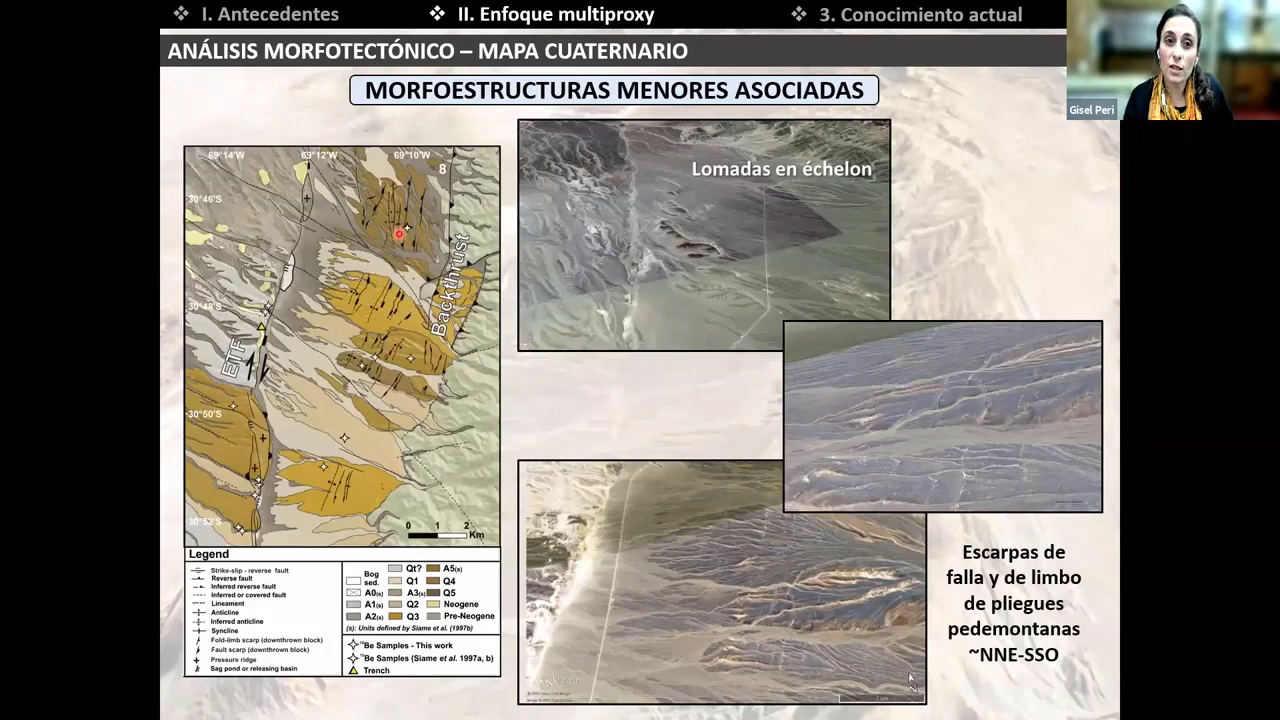 ❖ I. Antecedentes
❖ II. Enfoque multiproxy
❖ 3. Conocimiento actual
ANÁLISIS MORFOTECTÓNICO – MAPA CUATERNARIO
Gisel Peri
MORFOESTRUCTURAS MENORES ASOCIADAS
69°14'W 69°12'W 69°10'W
8
30°46'S
30°48'S
30°50'S
30°52'S
ETF
Backthrust
0 1 2
Km
Lomadas en échelon
Legend
Strike-slip - reverse fault
Reverse fault
Inferred reverse fault
Inferred or covered fault
Lineament
Anticline
Inferred anticline
Syncline
Fold-limb scarp (downthrown block)
Fault scarp (downthrown block)
Pressure ridge
Sag pond or releasing basin
Bog sed.
A0(s)
A1(s)
A2(s)
Qt?
Q1
A3(s)
Q2
Q3
A5(s)
Q4
Q5
Neogene
Pre-Neogene
(s): Units defined by Siame et al. (1997b)
¹⁰Be Samples - This work
¹⁰Be Samples (Siame et al. 1997a, b)
Trench
Escarpas de
falla y de limbo
de pliegues
pedemontanas
~NNE-SSO